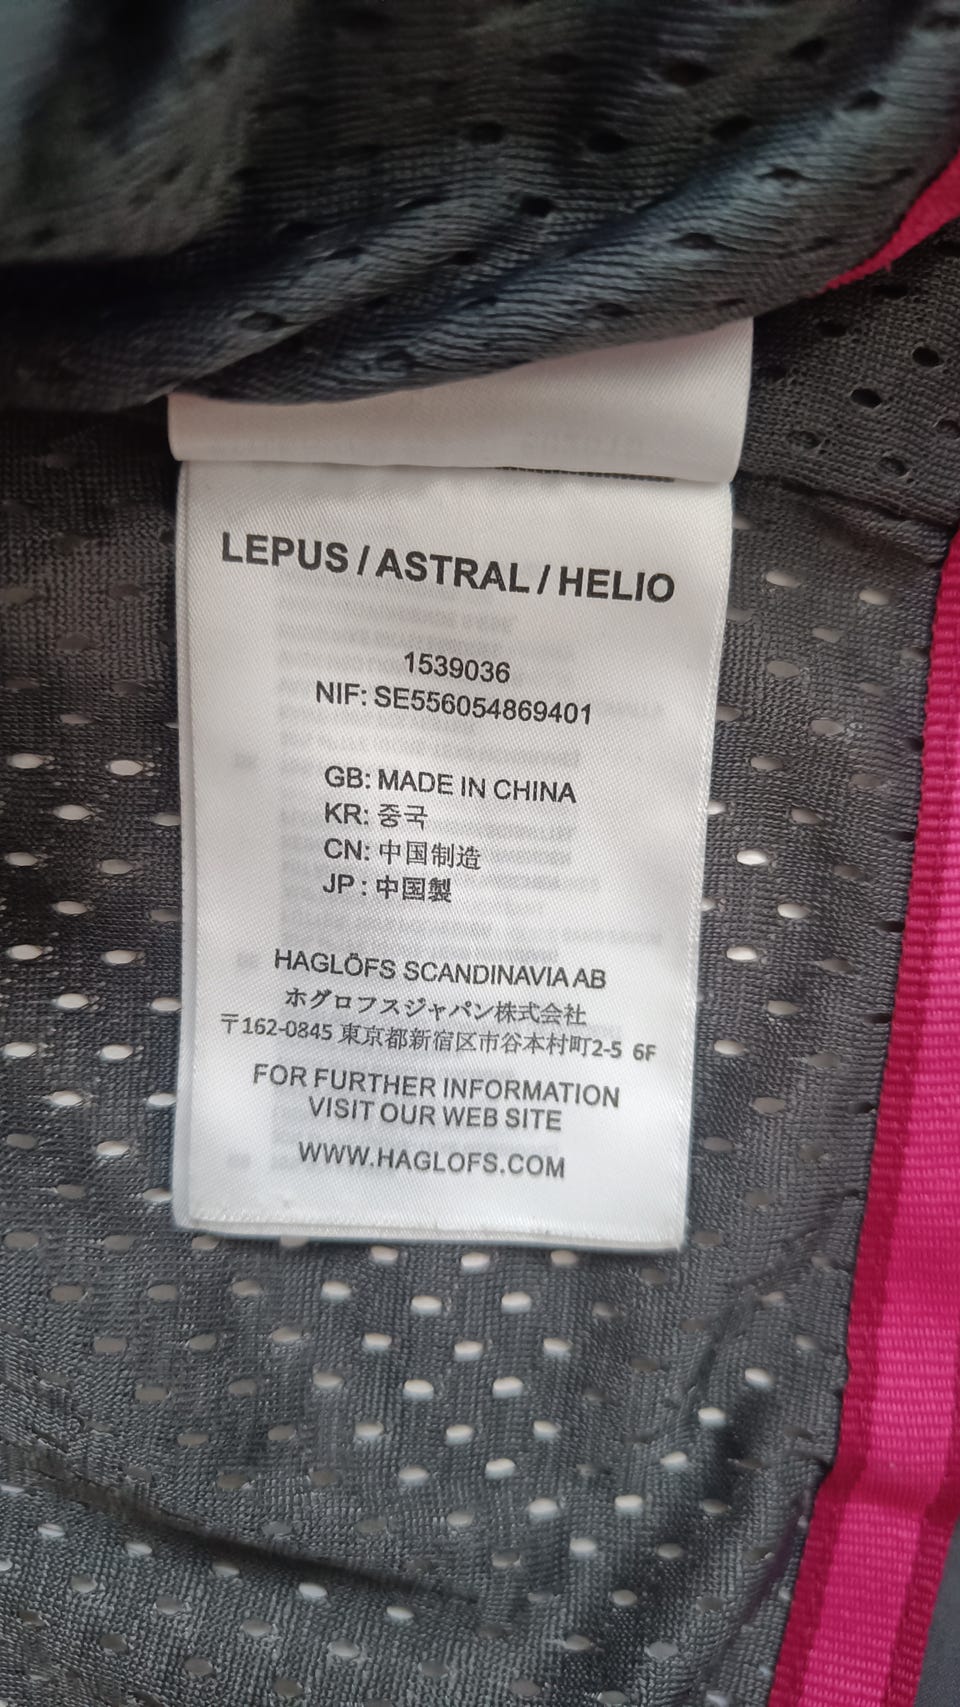 LEPUS / ASTRAL / HELIO
1539036
NIF: SE556054869401
GB: MADE IN CHINA
KR: 중국
CN: 中国制造
JP : 中国製
HAGLÖFS SCANDINAVIA AB
ホグロフスジャパン株式会社
〒162-0845 東京都新宿区市谷本村町2-5 6F
FOR FURTHER INFORMATION
VISIT OUR WEB SITE
WWW.HAGLOFS.COM